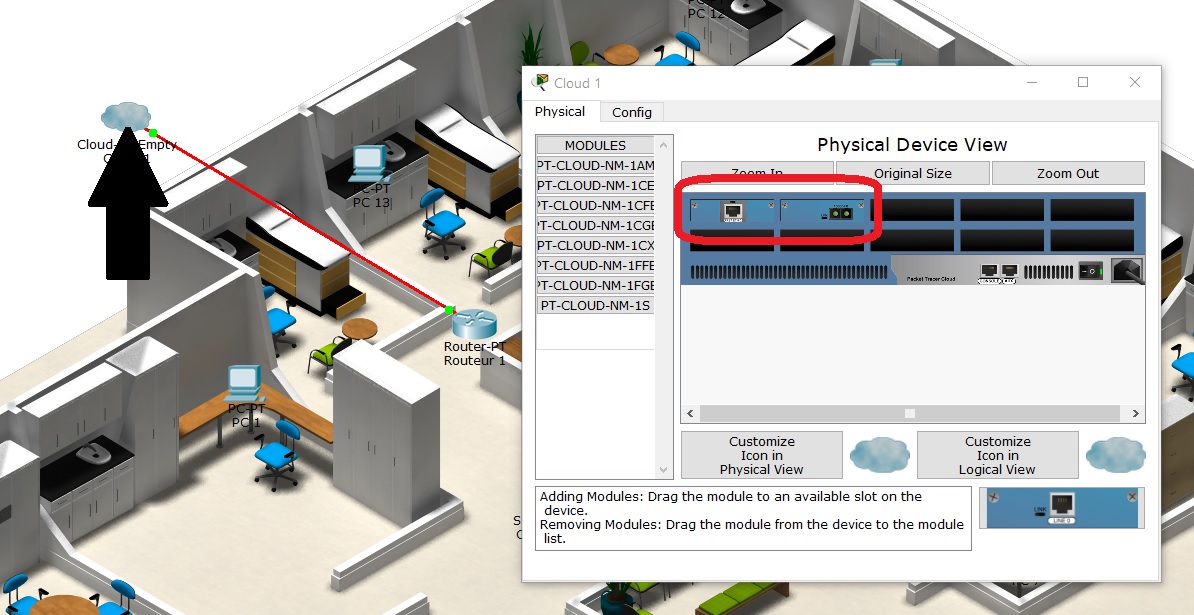 PC 12
Cloud 1
Physical
Config
MODULES
PT-CLOUD-NM-1AM
PT-CLOUD-NM-1CE
PT-CLOUD-NM-1CFE
PT-CLOUD-NM-1CGE
PT-CLOUD-NM-1CX
PT-CLOUD-NM-1FFE
PT-CLOUD-NM-1FGE
PT-CLOUD-NM-1S
Physical Device View
Zoom In
Original Size
Zoom Out
Packet Tracer Cloud
Customize
Icon in
Physical View
Customize
Icon in
Logical View
Adding Modules: Drag the module to an available slot on the
device.
Removing Modules: Drag the module from the device to the module
list.
LINK
LINE 0
Empty
PC-PT
PC 13
Router-PT
Routeur 1
PC-PT
PC 1